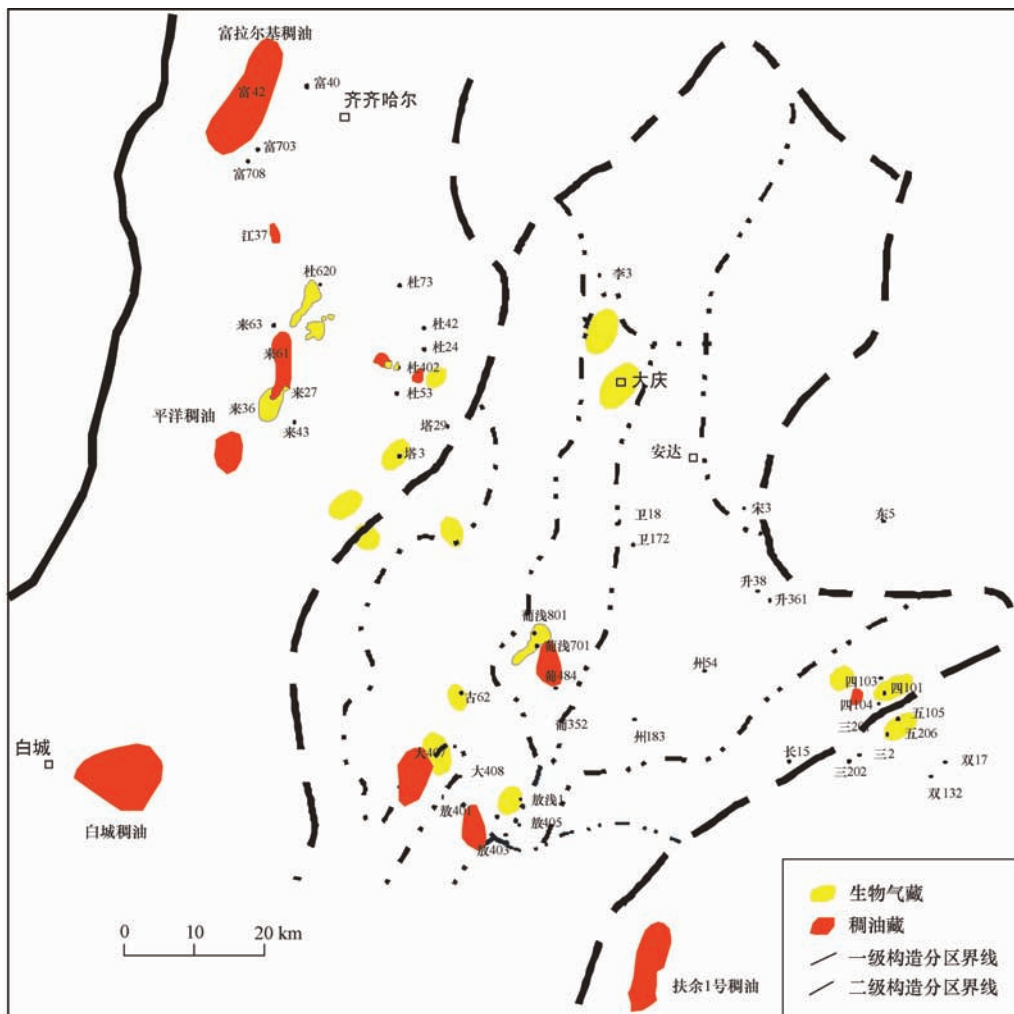 富拉尔基稠油
富40
富42
齐齐哈尔
富703
富708
江37
杜620
杜73
李3
来63
杜42
杜24
来61
杜402
大庆
来27
杜53
来36
平洋稠油
来43
塔29
塔3
安达
宋3
东5
卫18
卫172
升38
升361
葡浅801
葡浅701
葡484
州54
四103
四101
四104
古62
五105
葡352
州183
五206
三2
白城
大407
长15
三202
双17
大408
双132
放浅1
放401
放405
白城稠油
放403
生物气藏
稠油藏
0 10 20 km
一级构造分区界线
扶余1号稠油
二级构造分区界线